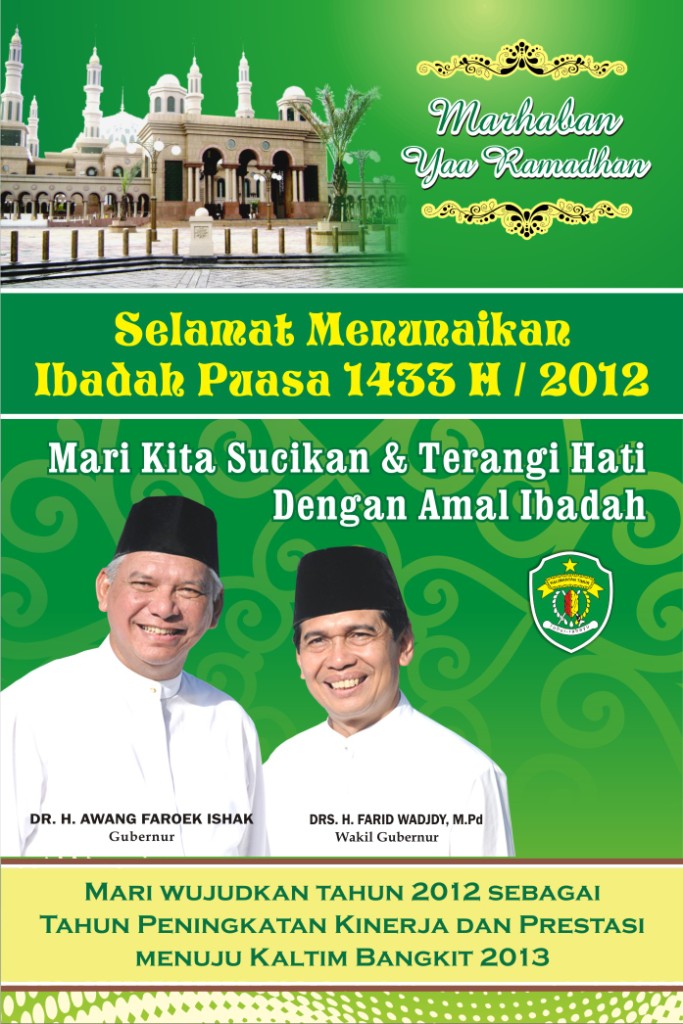 Marhaban
Yaa Ramadhan
Selamat Menunaikan
Ibadah Puasa 1433 H / 2012
Mari Kita Sucikan & Terangi Hati
Dengan Amal Ibadah
DR. H. AWANG FAROEK ISHAK
Gubernur
DRS. H. FARID WADJDY, M.Pd
Wakil Gubernur
MARI WUJUDKAN TAHUN 2012 SEBAGAI
TAHUN PENINGKATAN KINERJA DAN PRESTASI
MENUJU KALTIM BANGKIT 2013